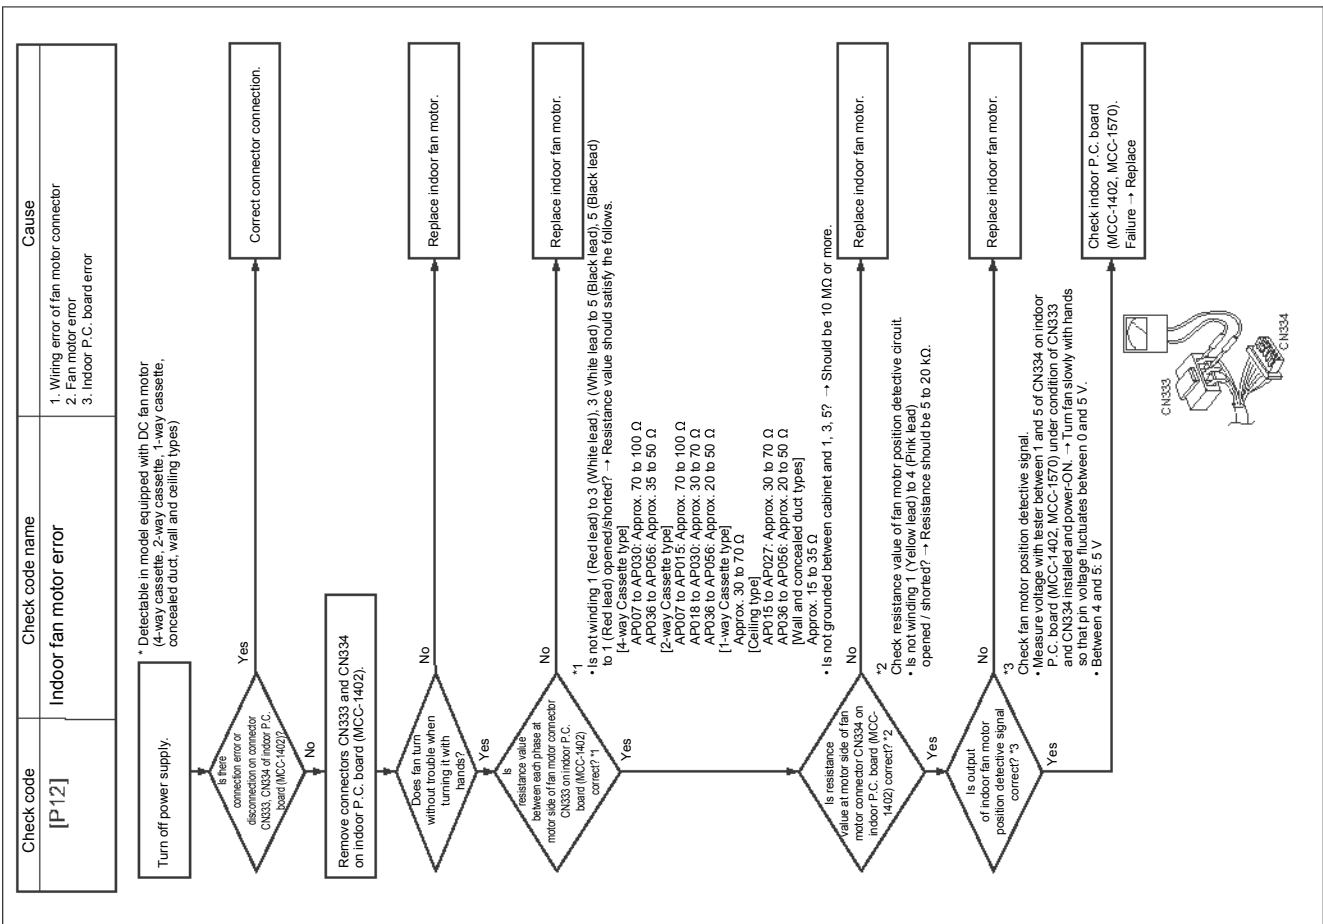 Check code
Check code name
Cause
[P12]
Indoor fan motor error
1. Wiring error of fan motor connector
2. Fan motor error
3. Indoor P.C. board error
Turn off power supply.
* Detectable in model equipped with DC fan motor
(4-way cassette, 2-way cassette, 1-way cassette,
concealed duct, wall and ceiling types)
Is there
connection error or
disconnection on connector
CN333, CN334 of indoor P.C.
board (MCC-1402)?
Yes
Correct connector connection.
No
Remove connectors CN333 and CN334
on indoor P.C. board (MCC-1402).
Does fan turn
without trouble when
turning it with
hands?
No
Replace indoor fan motor.
Yes
Is
resistance value
between each phase at
motor side of fan motor connector
CN333 on indoor P.C.
board (MCC-1402)
correct? *1
No
Replace indoor fan motor.
Yes
*1
• Is not winding 1 (Red lead) to 3 (White lead), 3 (White lead) to 5 (Black lead), 5 (Black lead)
to 1 (Red lead) opened/shorted? → Resistance value should satisfy the follows.
[4-way Cassette type]
AP007 to AP030: Approx. 70 to 100 Ω
AP036 to AP056: Approx. 35 to 50 Ω
[2-way Cassette type]
AP007 to AP015: Approx. 70 to 100 Ω
AP018 to AP030: Approx. 30 to 70 Ω
AP036 to AP056: Approx. 20 to 50 Ω
[1-way Cassette type]
Approx. 30 to 70 Ω
[Ceiling type]
AP015 to AP027: Approx. 30 to 70 Ω
AP036 to AP056: Approx. 20 to 50 Ω
[Wall and concealed duct types]
Approx. 15 to 35 Ω
• Is not grounded between cabinet and 1, 3, 5? → Should be 10 MΩ or more.
Is resistance
value at motor side of fan
motor connector CN334 on
indoor P.C. board (MCC-
1402) correct? *2
No
Replace indoor fan motor.
Yes
*2
Check resistance value of fan motor position detective circuit.
• Is not winding 1 (Yellow lead) to 4 (Pink lead)
opened / shorted? → Resistance should be 5 to 20 kΩ.
Is output
of indoor fan motor
position detective signal
correct? *3
No
Replace indoor fan motor.
Yes
*3
Check fan motor position detective signal.
• Measure voltage with tester between 1 and 5 of CN334 on indoor
P.C. board (MCC-1402, MCC-1570) under condition of CN333
and CN334 installed and power-ON. → Turn fan slowly with hands
so that pin voltage fluctuates between 0 and 5 V.
• Between 4 and 5: 5 V
Check indoor P.C. board
(MCC-1402, MCC-1570).
Failure → Replace
CN333
CN334